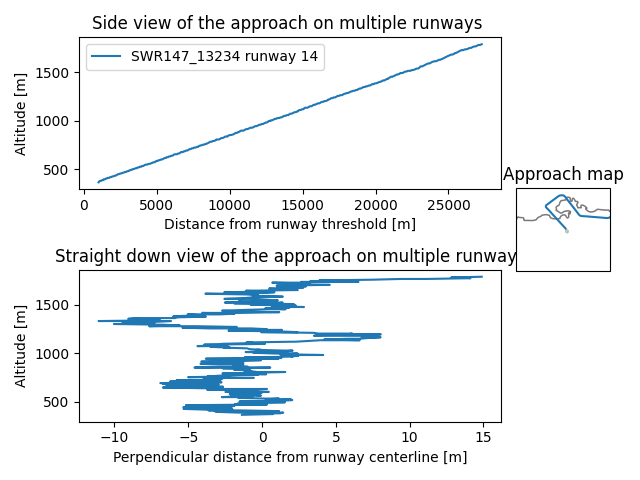 Side view of the approach on multiple runways
SWR147_13234 runway 14
Altitude [m]
1500
1000
500
0
5000
10000
15000
20000
25000
Distance from runway threshold [m]
Approach map
Straight down view of the approach on multiple runway
Altitude [m]
1500
1000
500
−10
−5
0
5
10
15
Perpendicular distance from runway centerline [m]